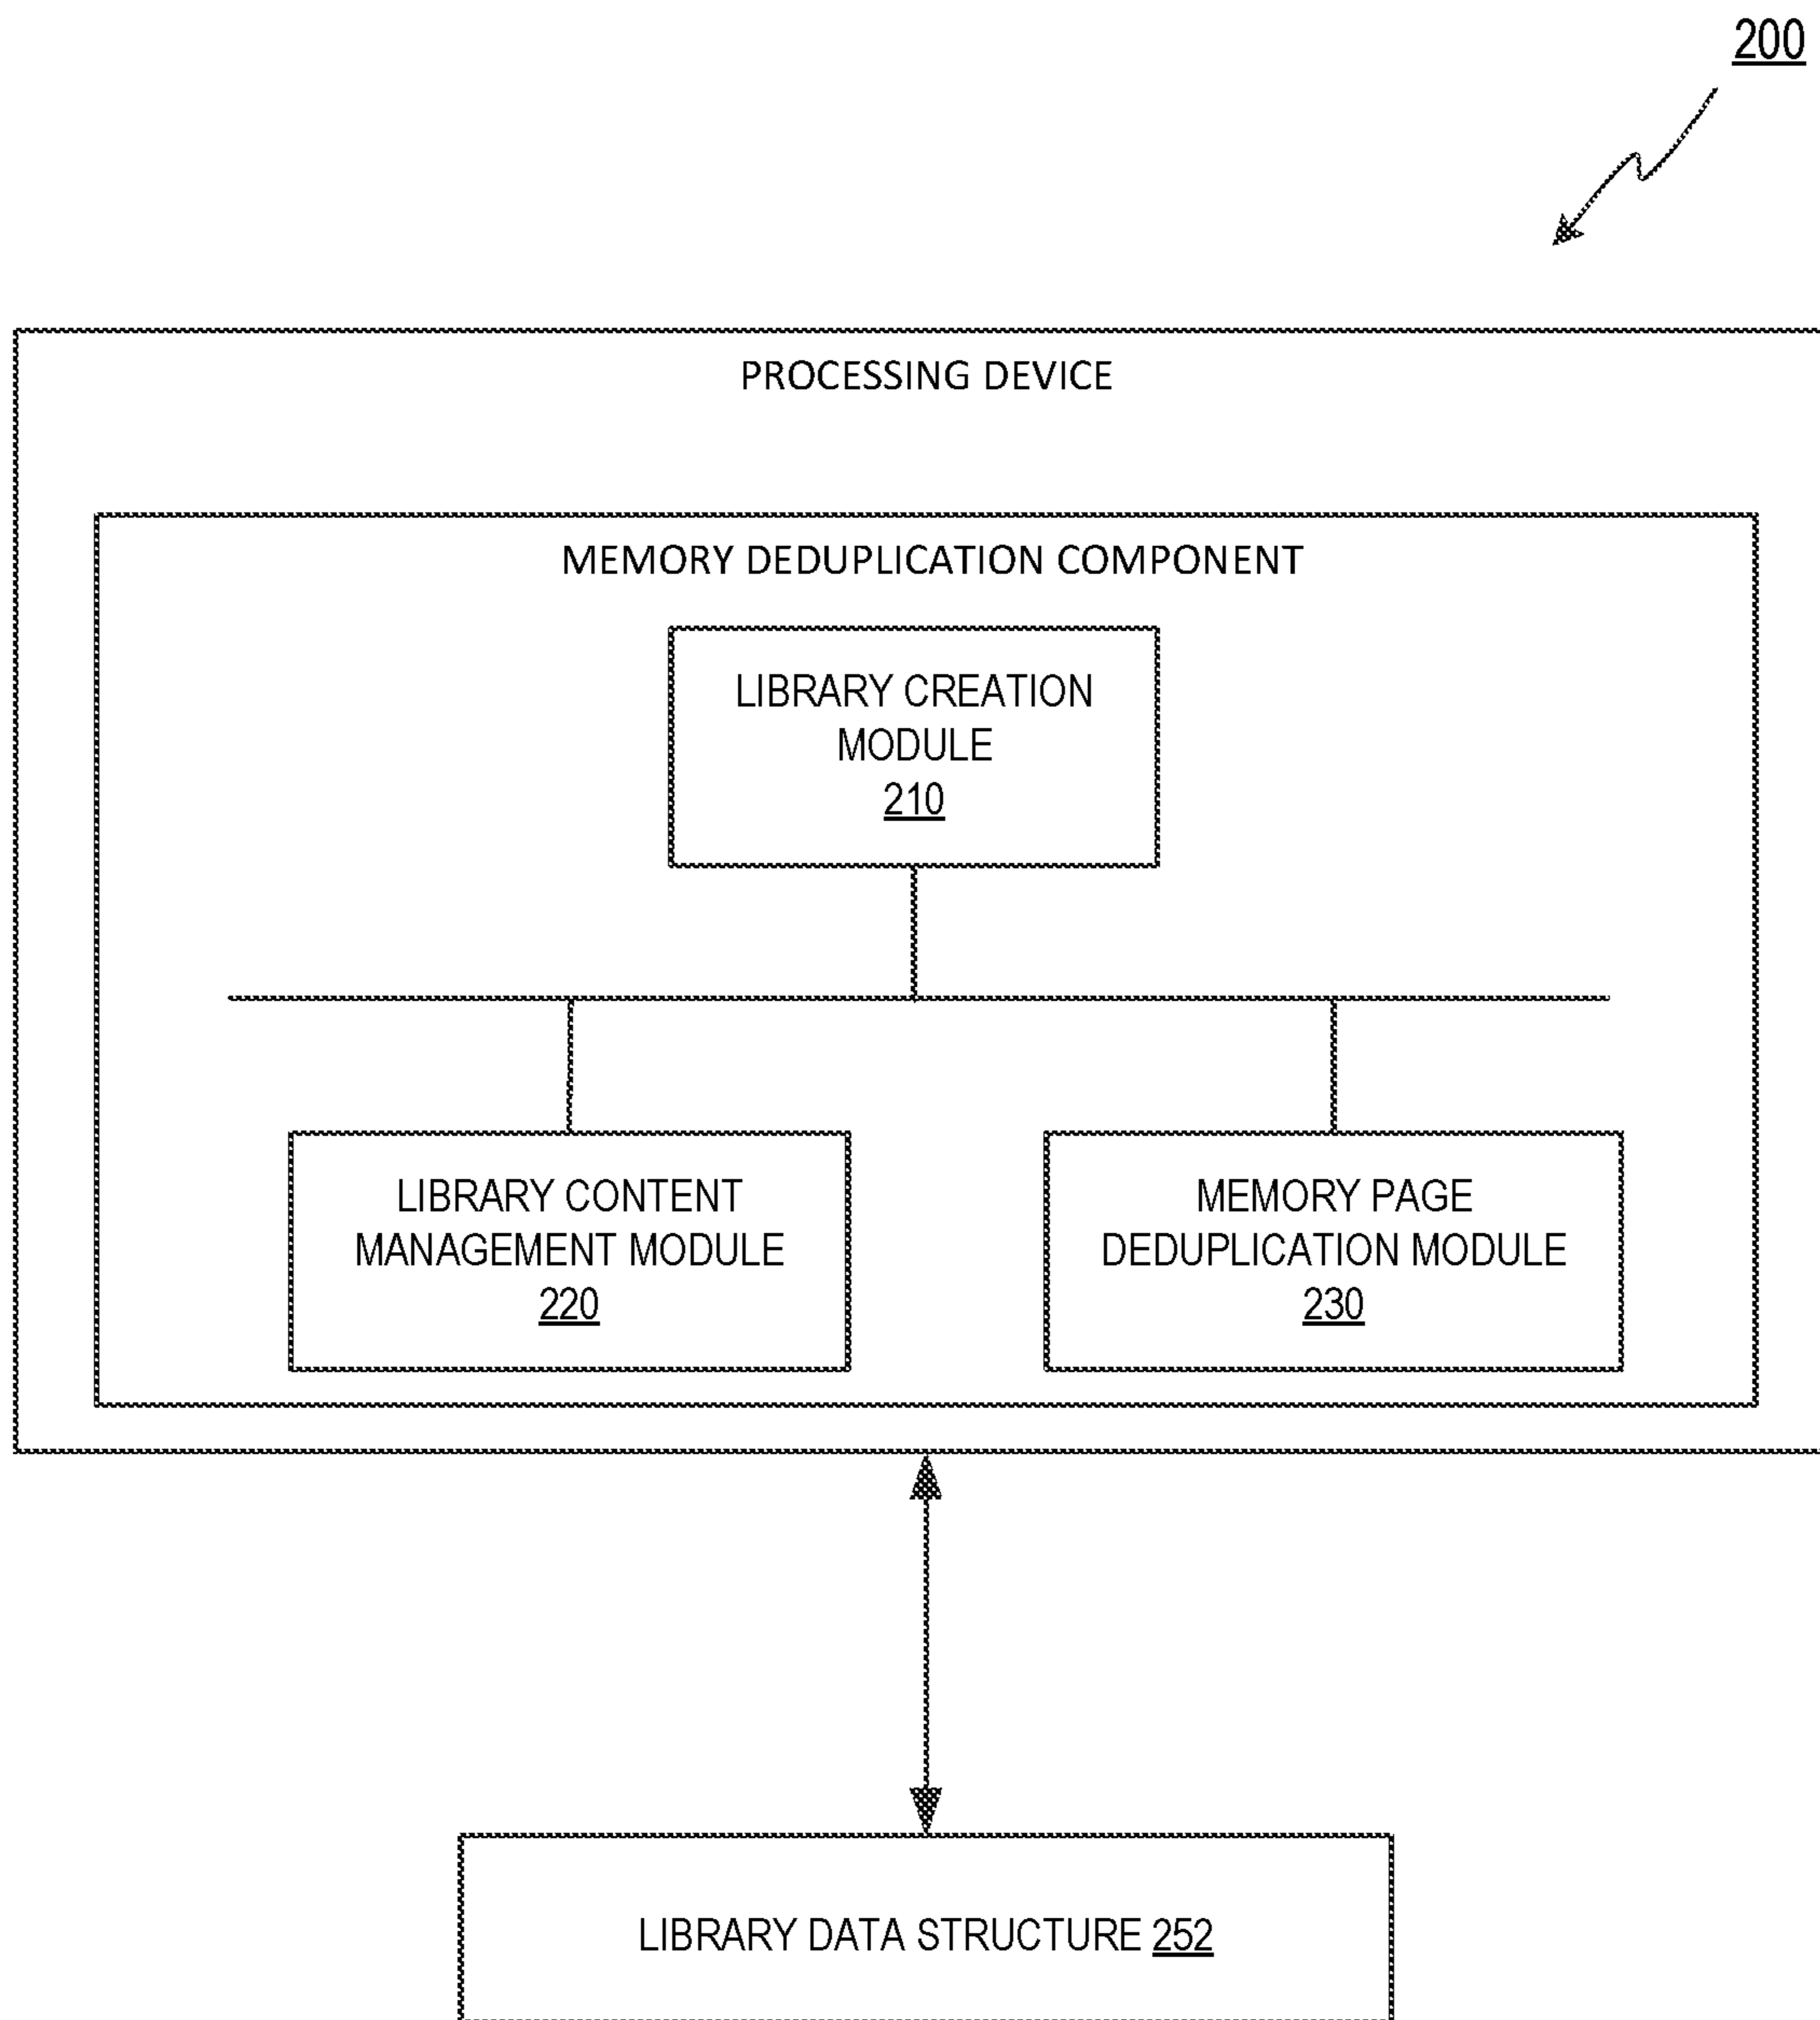 200
PROCESSING DEVICE
MEMORY DEDUPLICATION COMPONENT
LIBRARY CREATION
MODULE
210
LIBRARY CONTENT
MANAGEMENT MODULE
220
MEMORY PAGE
DEDUPLICATION MODULE
230
LIBRARY DATA STRUCTURE 252